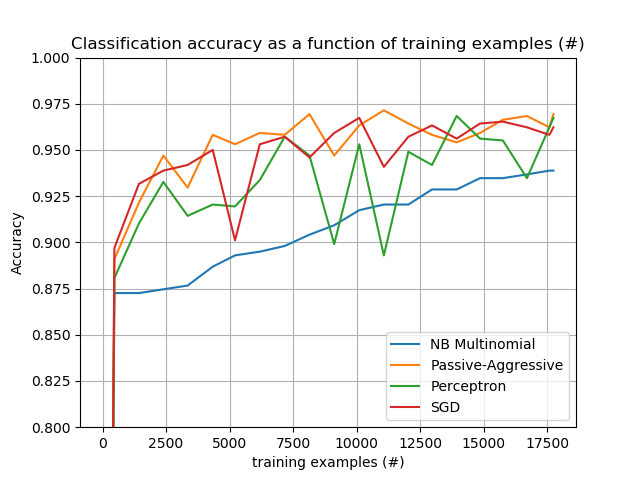 Classification accuracy as a function of training examples (#)
1.000
0.975
0.950
0.925
0.900
0.875
0.850
0.825
0.800
Accuracy
NB Multinomial
Passive-Aggressive
Perceptron
SGD
0 2500 5000 7500 10000 12500 15000 17500
training examples (#)